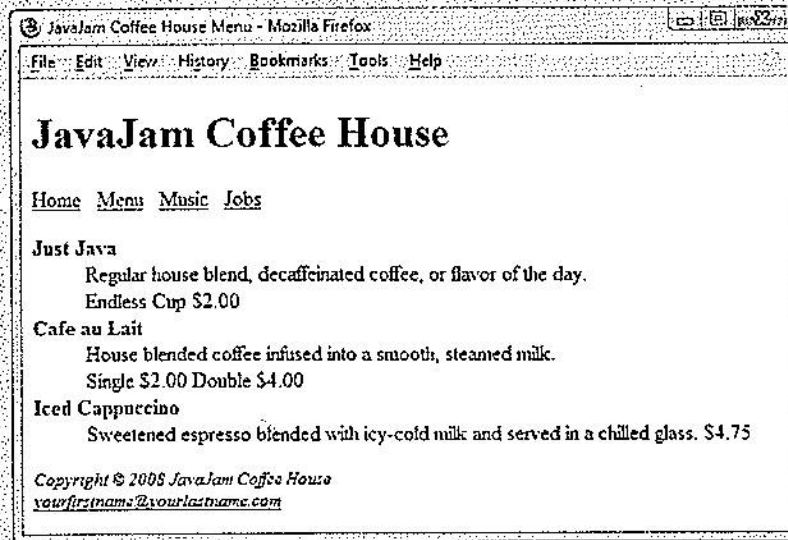 JavaJam Coffee House Menu - Mozilla Firefox
File Edit View History Bookmarks Tools Help
JavaJam Coffee House
Home Menu Music Jobs
Just Java
Regular house blend, decaffeinated coffee, or flavor of the day.
Endless Cup $2.00
Cafe au Lait
House blended coffee infused into a smooth, steamed milk.
Single $2.00 Double $4.00
Iced Cappuccino
Sweetened espresso blended with icy-cold milk and served in a chilled glass. $4.75
Copyright © 2008 JavaJam Coffee House
yourfirstname@yourlastname.com